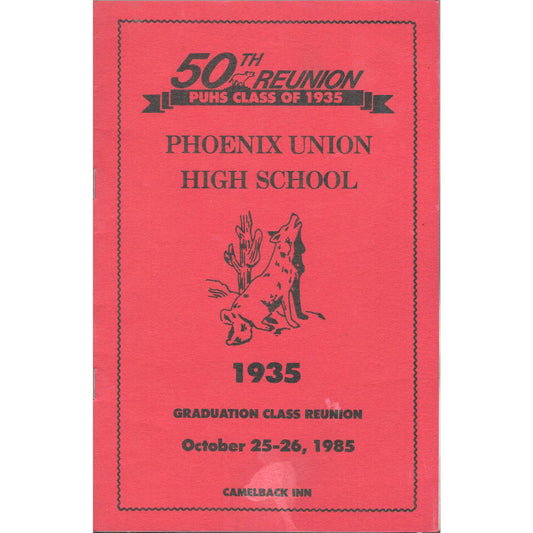 50TH REUNION
PUHS CLASS OF 1935
PHOENIX UNION
HIGH SCHOOL
1935
GRADUATION CLASS REUNION
October 25-26, 1985
CAMELBACK INN